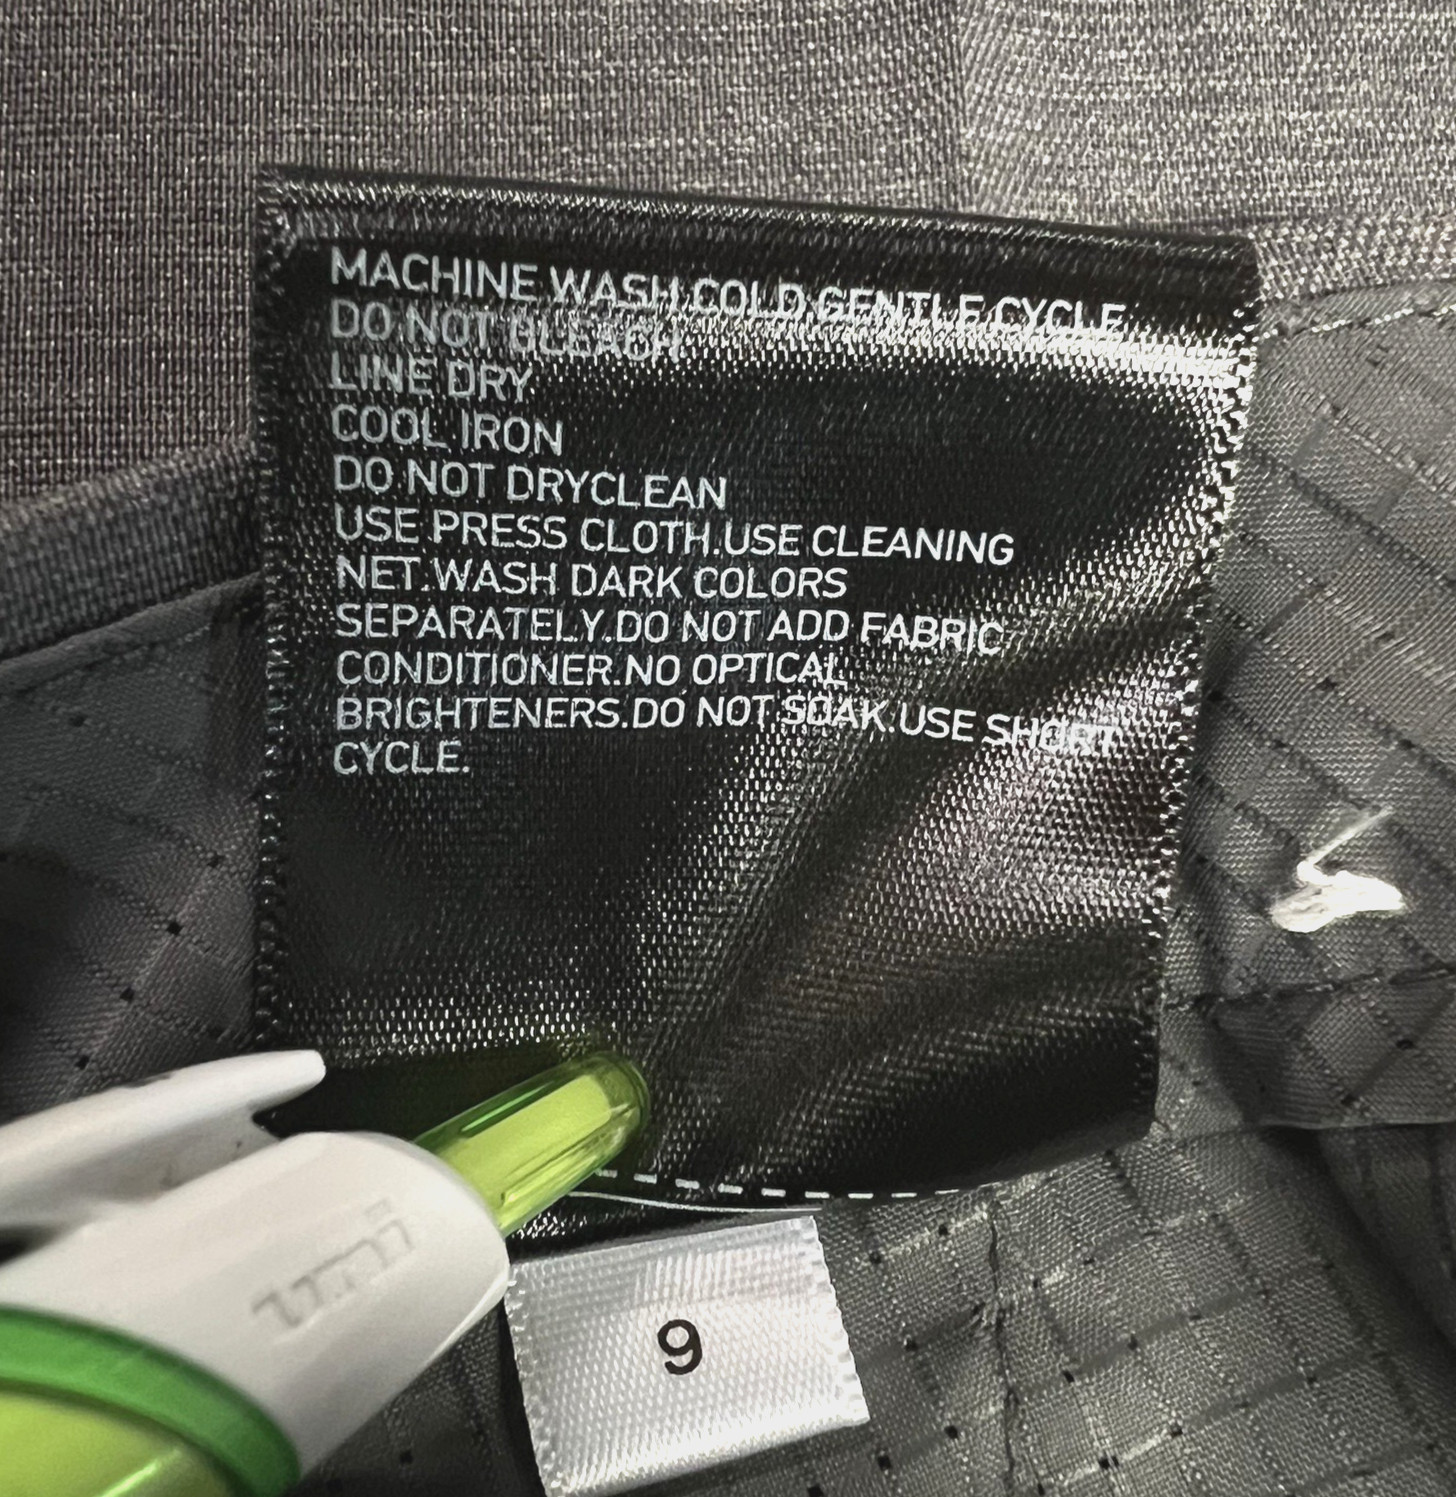 MACHINE WASH,COLD,GENTLE CYCLE
DO NOT BLEACH
LINE DRY
COOL IRON
DO NOT DRYCLEAN
USE PRESS CLOTH.USE CLEANING
NET.WASH DARK COLORS
SEPARATELY.DO NOT ADD FABRIC
CONDITIONER.NO OPTICAL
BRIGHTENERS.DO NOT SOAK.USE SHORT
CYCLE.
uni
9